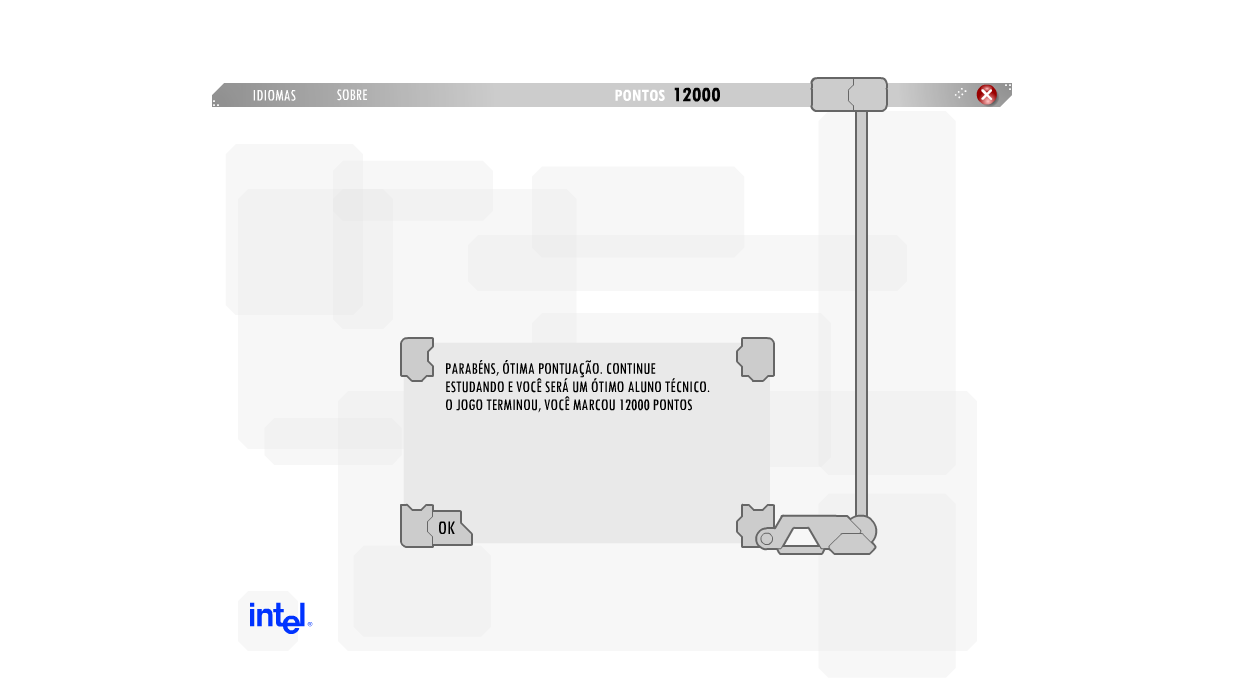 IDIOMAS SOBRE PONTOS 12000
PARABÉNS, ÓTIMA PONTUAÇÃO. CONTINUE
ESTUDANDO E VOCÊ SERÁ UM ÓTIMO ALUNO TÉCNICO.
O JOGO TERMINOU, VOCÊ MARCOU 12000 PONTOS
OK
intel®